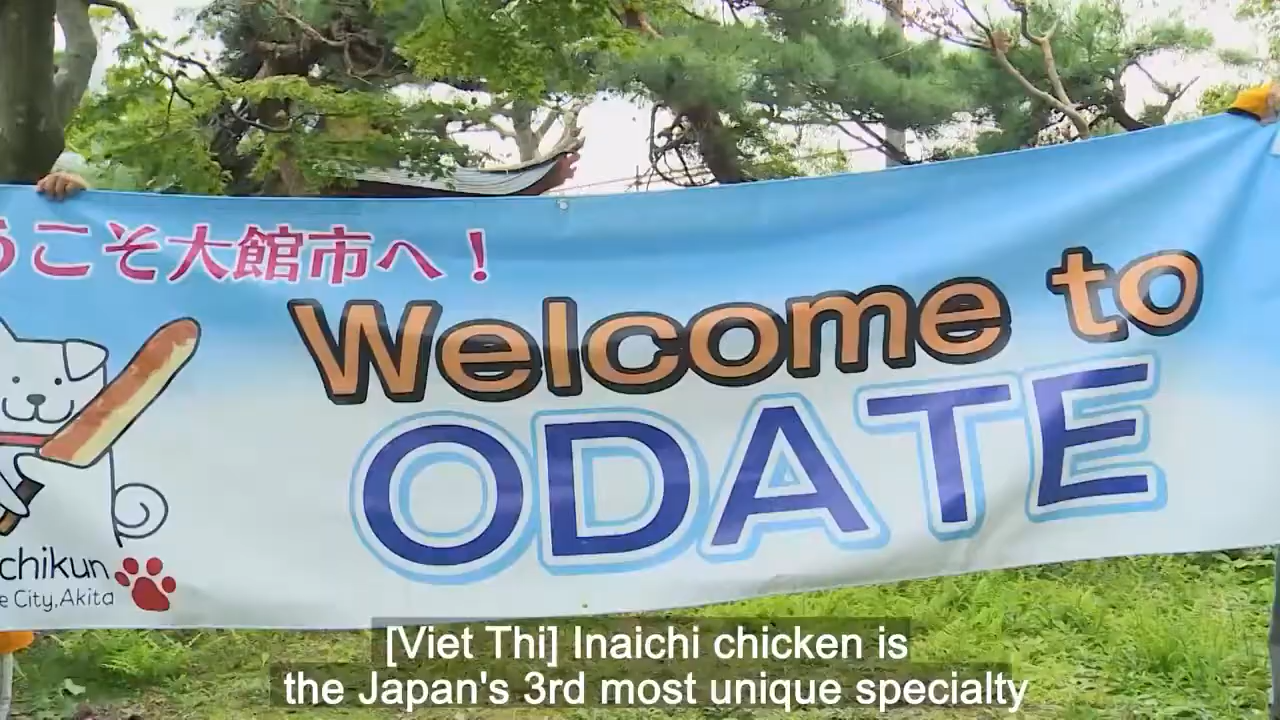 うこそ大館市へ！
Welcome to
ODATE
chikun
e City, Akita
[Viet Thi] Inaichi chicken is
the Japan's 3rd most unique specialty